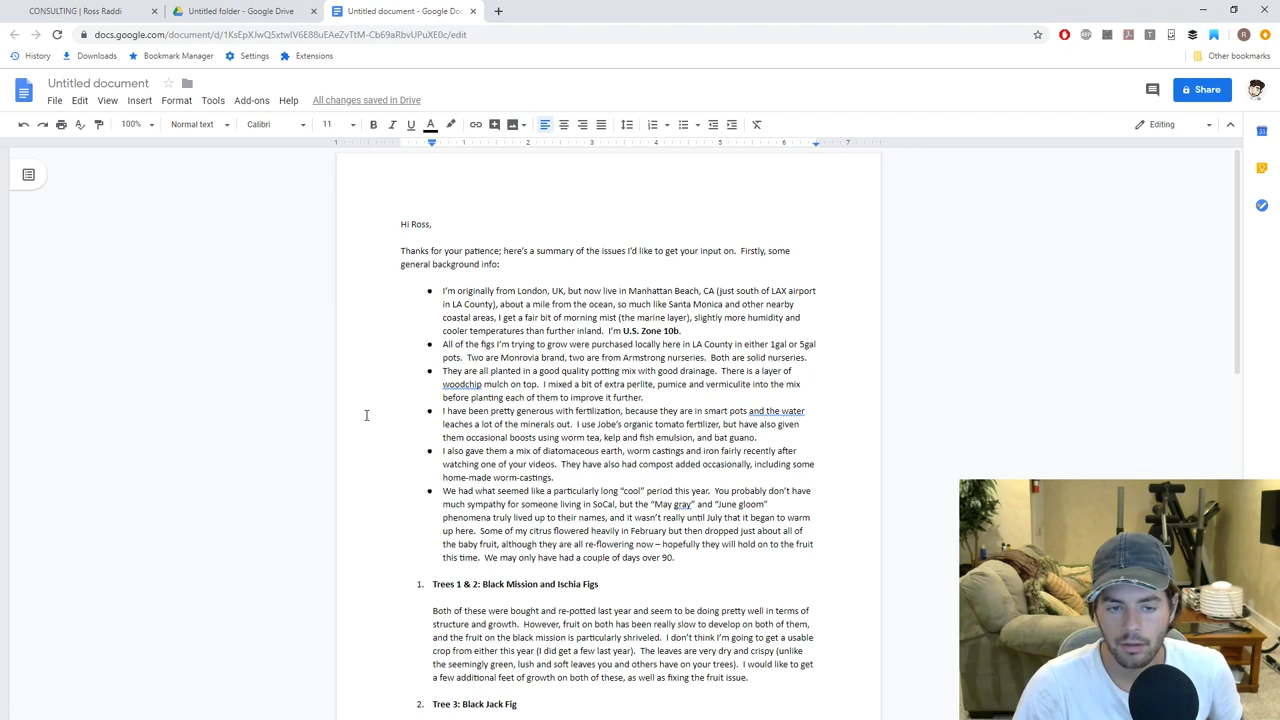 CONSULTING | Ross Raddi
Untitled folder - Google Drive
Untitled document - Google Doc
docs.google.com/document/d/1KsEpXJwQ5xtwIV6E88uEAeZvTtM-Cb69aRbvUPuXE0c/edit
History Downloads Bookmark Manager Settings Extensions Other bookmarks
Untitled document
File Edit View Insert Format Tools Add-ons Help All changes saved in Drive
Share
100% Normal text Calibri 11 Editing
1 1 2 3 4 5 6 7
Hi Ross,
Thanks for your patience; here's a summary of the issues I'd like to get your input on. Firstly, some
general background info:
● I'm originally from London, UK, but now live in Manhattan Beach, CA (just south of LAX airport
in LA County), about a mile from the ocean, so much like Santa Monica and other nearby
coastal areas, I get a fair bit of morning mist (the marine layer), slightly more humidity and
cooler temperatures than further inland. I'm U.S. Zone 10b.
● All of the figs I'm trying to grow were purchased locally here in LA County in either 1gal or 5gal
pots. Two are Monrovia brand, two are from Armstrong nurseries. Both are solid nurseries.
● They are all planted in a good quality potting mix with good drainage. There is a layer of
woodchip mulch on top. I mixed a bit of extra perlite, pumice and vermiculite into the mix
before planting each of them to improve it further.
● I have been pretty generous with fertilization, because they are in smart pots and the water
leaches a lot of the minerals out. I use Jobe's organic tomato fertilizer, but have also given
them occasional boosts using worm tea, kelp and fish emulsion, and bat guano.
● I also gave them a mix of diatomaceous earth, worm castings and iron fairly recently after
watching one of your videos. They have also had compost added occasionally, including some
home-made worm-castings.
● We had what seemed like a particularly long "cool" period this year. You probably don't have
much sympathy for someone living in SoCal, but the "May gray" and "June gloom"
phenomena truly lived up to their names, and it wasn't really until July that it began to warm
up here. Some of my citrus flowered heavily in February but then dropped just about all of
the baby fruit, although they are all re-flowering now – hopefully they will hold on to the fruit
this time. We may only have had a couple of days over 90.
1. Trees 1 & 2: Black Mission and Ischia Figs
Both of these were bought and re-potted last year and seem to be doing pretty well in terms of
structure and growth. However, fruit on both has been really slow to develop on both of them,
and the fruit on the black mission is particularly shriveled. I don't think I'm going to get a usable
crop from either this year (I did get a few last year). The leaves are very dry and crispy (unlike
the seemingly green, lush and soft leaves you and others have on your trees). I would like to get
a few additional feet of growth on both of these, as well as fixing the fruit issue.
2. Tree 3: Black Jack Fig